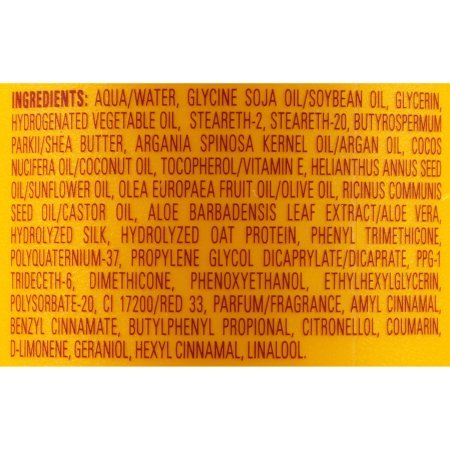 INGREDIENTS: AQUA/WATER, GLYCINE SOJA OIL/SOYBEAN OIL, GLYCERIN,
HYDROGENATED VEGETABLE OIL, STEARETH-2, STEARETH-20, BUTYROSPERMUM
PARKII/SHEA BUTTER, ARGANIA SPINOSA KERNEL OIL/ARGAN OIL, COCOS
NUCIFERA OIL/COCONUT OIL, TOCOPHEROL/VITAMIN E, HELIANTHUS ANNUS SEED
OIL/SUNFLOWER OIL, OLEA EUROPAEA FRUIT OIL/OLIVE OIL, RICINUS COMMUNIS
SEED OIL/CASTOR OIL, ALOE BARBADENSIS LEAF EXTRACT/ALOE VERA,
HYDROLYZED SILK, HYDROLYZED OAT PROTEIN, PHENYL TRIMETHICONE,
POLYQUATERNIUM-37, PROPYLENE GLYCOL DICAPRYLATE/DICAPRATE, PPG-1
TRIDECETH-6, DIMETHICONE, PHENOXYETHANOL, ETHYLHEXYLGLYCERIN,
POLYSORBATE-20, CI 17200/RED 33, PARFUM/FRAGRANCE, AMYL CINNAMAL,
BENZYL CINNAMATE, BUTYLPHENYL PROPIONAL, CITRONELLOL, COUMARIN,
D-LIMONENE, GERANIOL, HEXYL CINNAMAL, LINALOOL.